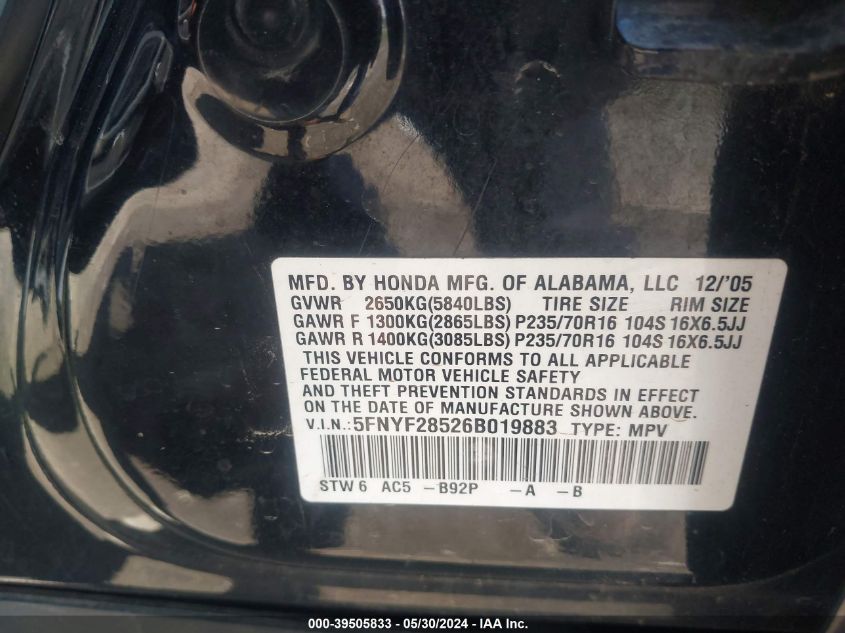 MFD. BY HONDA MFG. OF ALABAMA, LLC 12/'05
GVWR 2650KG(5840LBS) TIRE SIZE RIM SIZE
GAWR F 1300KG(2865LBS) P235/70R16 104S 16X6.5JJ
GAWR R 1400KG(3085LBS) P235/70R16 104S 16X6.5JJ
THIS VEHICLE CONFORMS TO ALL APPLICABLE
FEDERAL MOTOR VEHICLE SAFETY
AND THEFT PREVENTION STANDARDS IN EFFECT
ON THE DATE OF MANUFACTURE SHOWN ABOVE.
V.I.N.: 5FNYF28526B019883 TYPE: MPV
STW 6 AC5 -B92P -A -B
000-39505833 / 05/30/2024 - IAA Inc.